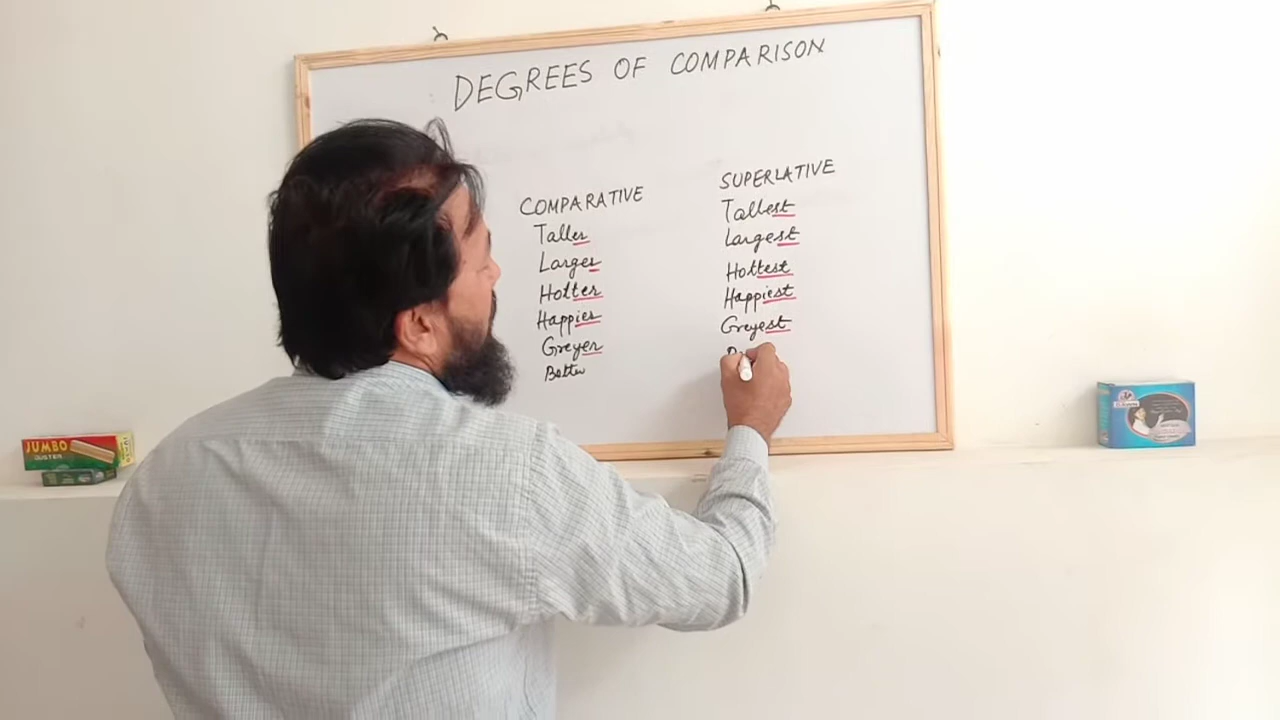 DEGREES OF COMPARISON
COMPARATIVE SUPERLATIVE
Taller Tallest
Larger Largest
Hotter Hottest
Happier Happiest
Greyer Greyest
Better
JUMBO
DUSTER